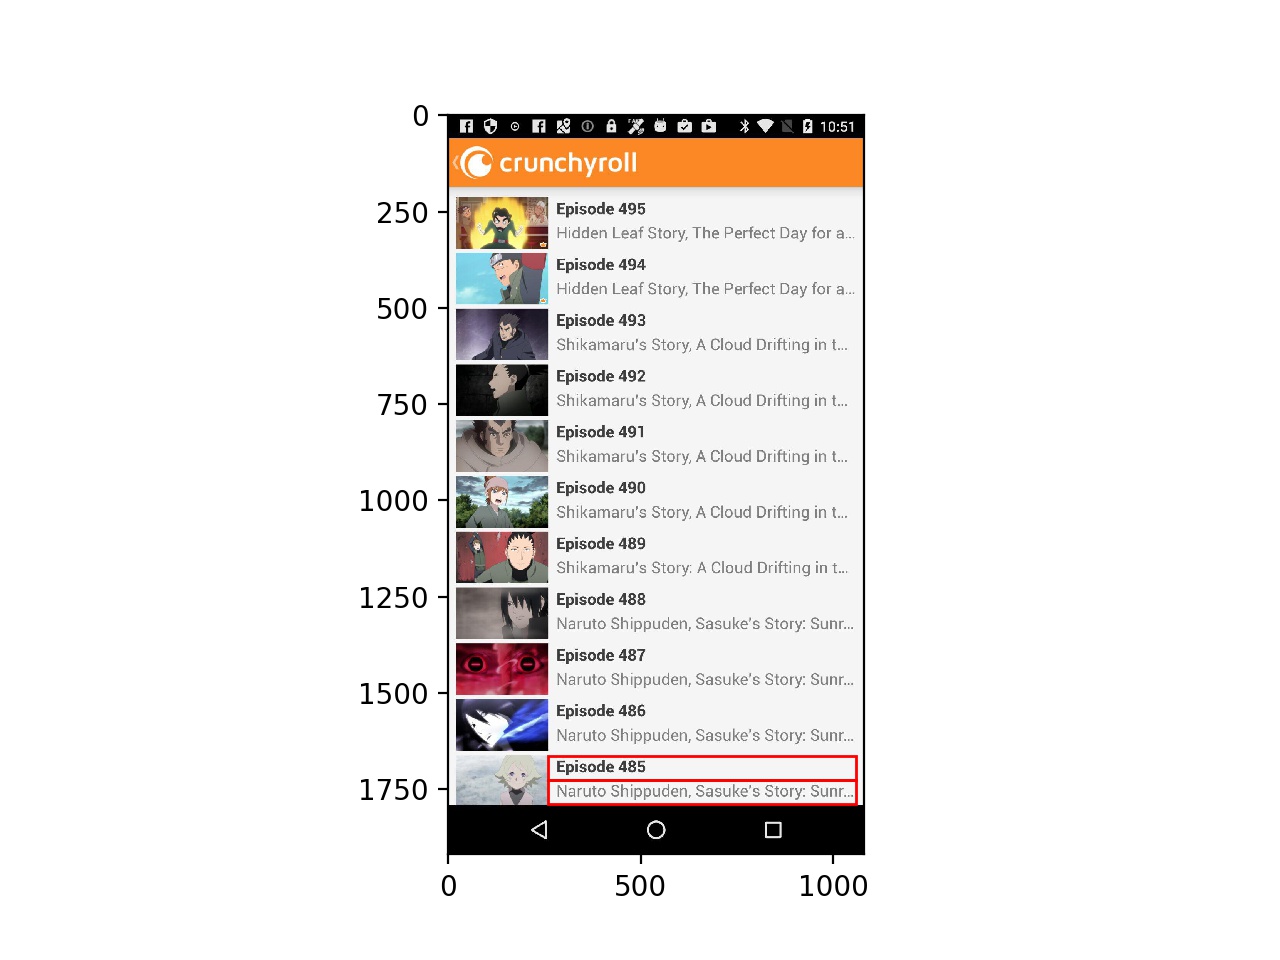 0
10:51
crunchyroll
250
Episode 495
Hidden Leaf Story, The Perfect Day for a...
Episode 494
Hidden Leaf Story, The Perfect Day for a...
500
Episode 493
Shikamaru's Story, A Cloud Drifting in t...
Episode 492
750
Shikamaru's Story, A Cloud Drifting in t...
Episode 491
Shikamaru's Story, A Cloud Drifting in t...
Episode 490
1000
Shikamaru's Story, A Cloud Drifting in t...
Episode 489
Shikamaru's Story: A Cloud Drifting in t...
1250
Episode 488
Naruto Shippuden, Sasuke's Story: Sunr...
Episode 487
Naruto Shippuden, Sasuke's Story: Sunr...
1500
Episode 486
Naruto Shippuden, Sasuke's Story: Sunr...
Episode 485
1750
Naruto Shippuden, Sasuke's Story: Sunr...
0 500 1000